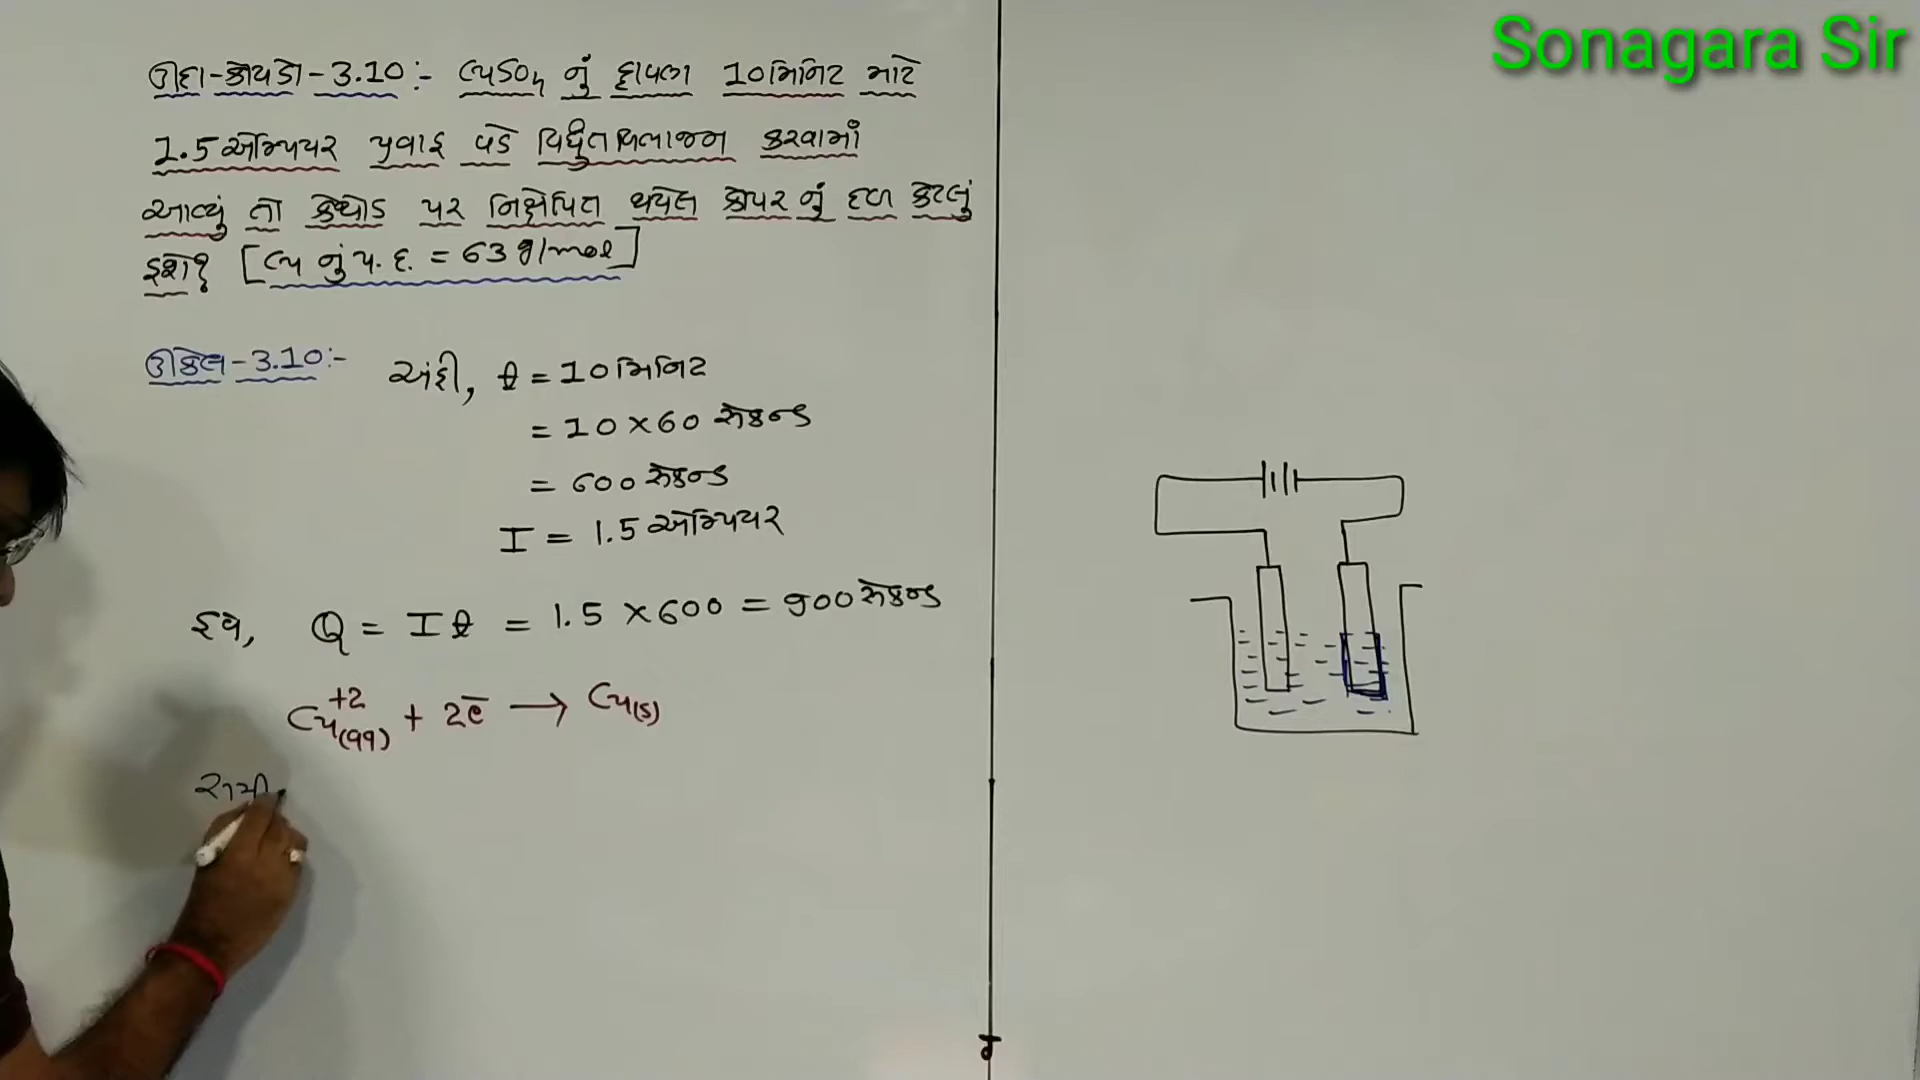 Sonagara Sir
ઉદા-કોયડો-3.10:- CuSO4 નું દ્રાવણ 10 મિનિટ માટે
1.5 એમ્પિયર પ્રવાહ વડે વિદ્યુતવિભાજન કરવામાં
આવ્યું તો કેથોડ પર નિક્ષેપિત થયેલ કોપર નું દળ કેટલું
હશે? [Cu નું પ. દ. = 63 g/mol]
ઉકેલ-3.10:- અહીં, t = 10 મિનિટ
= 10 × 60 સેકન્ડ
= 600 સેકન્ડ
I = 1.5 એમ્પિયર
હવે, Q = It = 1.5 × 600 = 900 સેકન્ડ
Cu+2(aq) + 2e̅ → Cu(s)